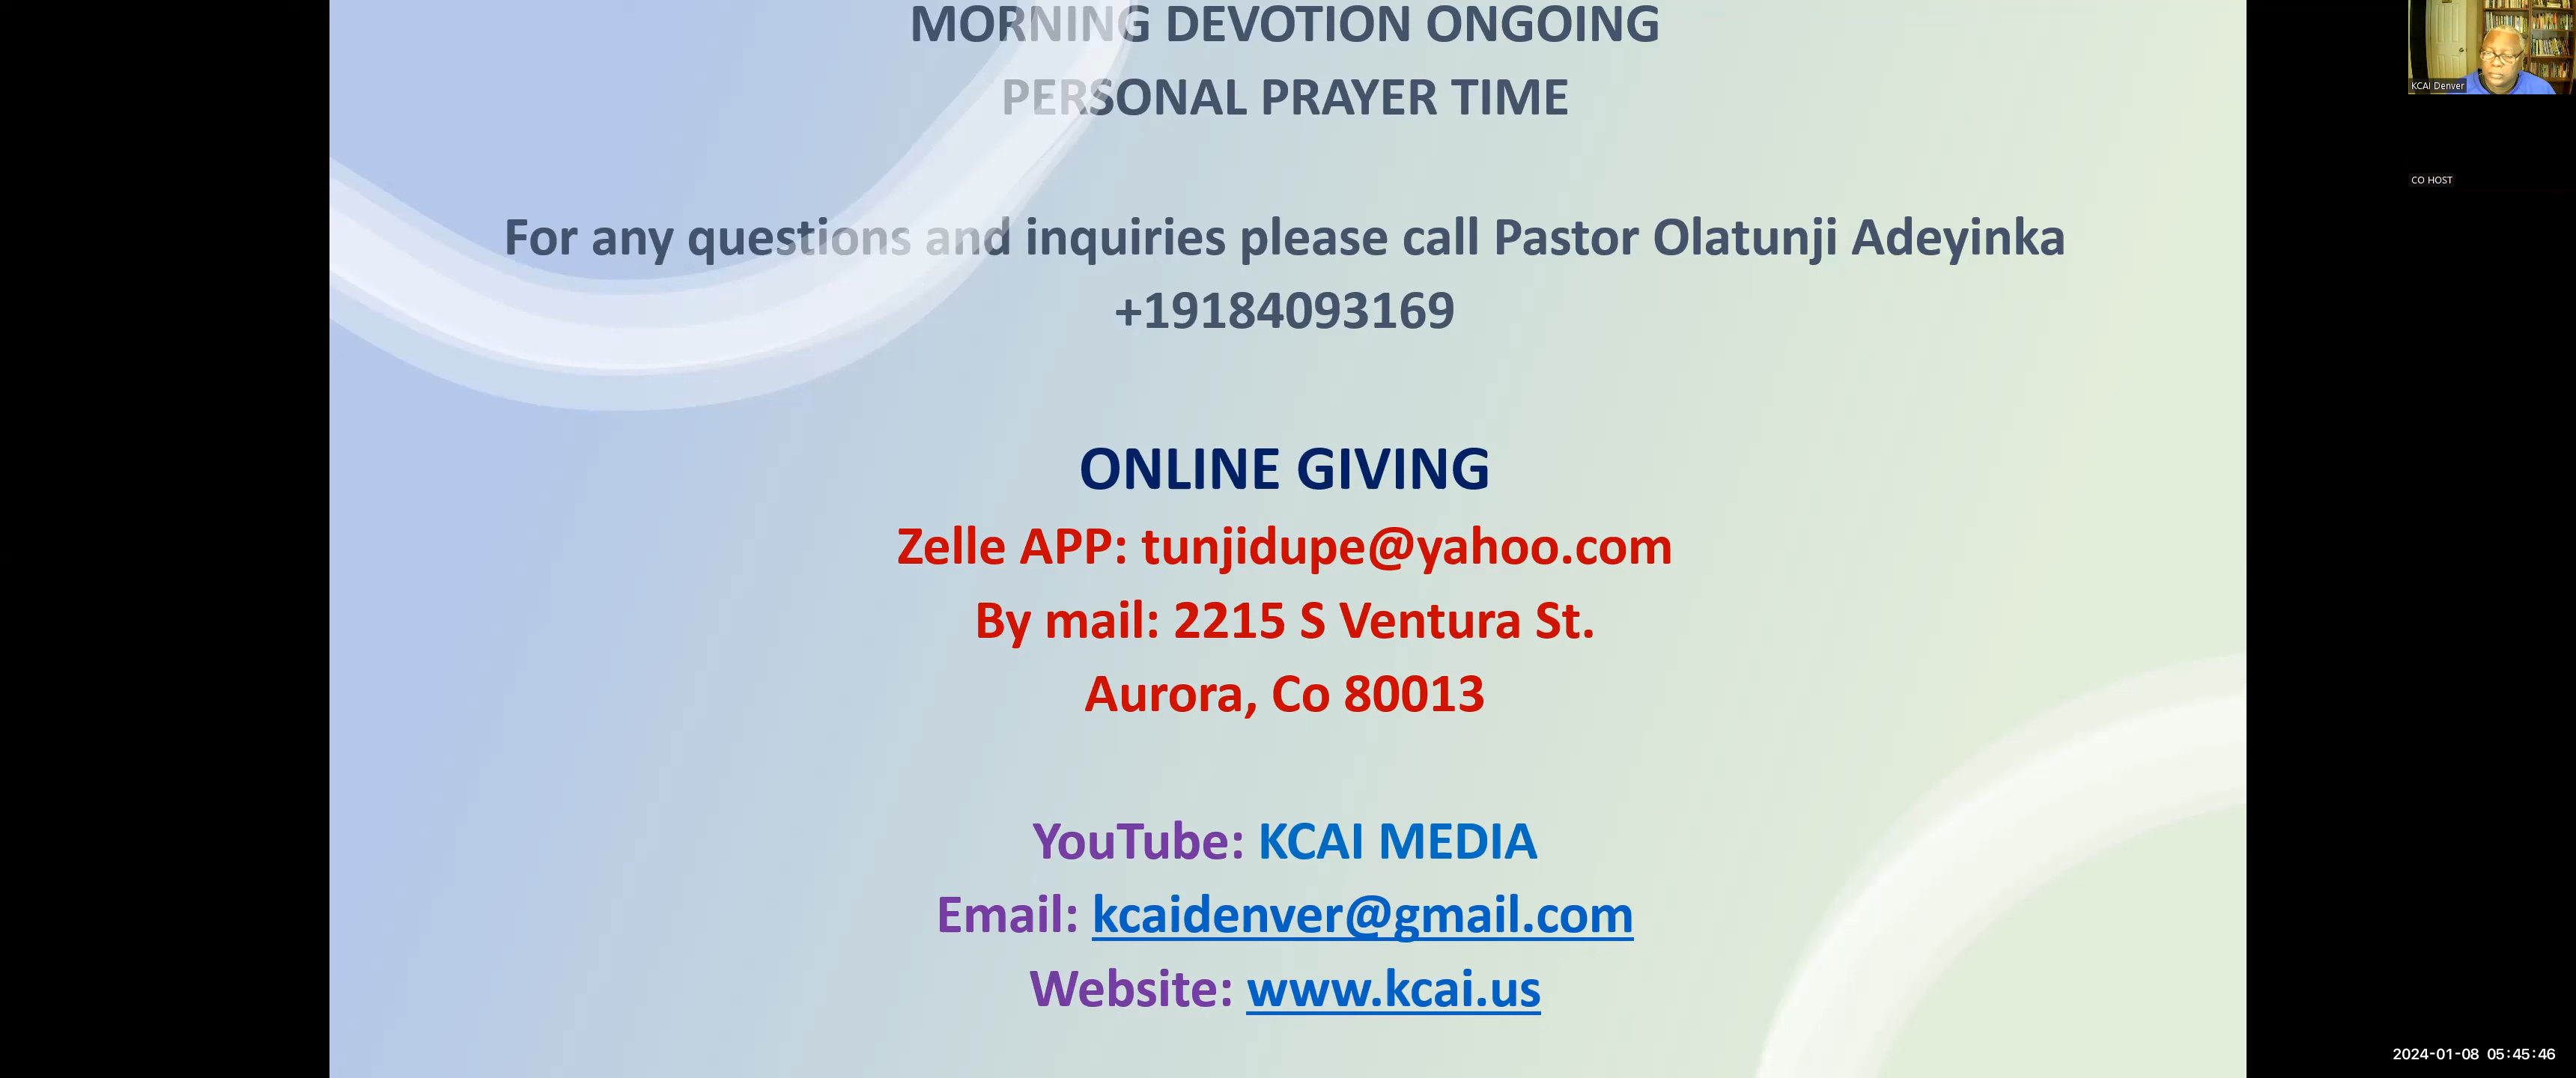 MORNING DEVOTION ONGOING
PERSONAL PRAYER TIME
For any questions and inquiries please call Pastor Olatunji Adeyinka
+19184093169
ONLINE GIVING
Zelle APP: tunjidupe@yahoo.com
By mail: 2215 S Ventura St.
Aurora, Co 80013
YouTube: KCAI MEDIA
Email: kcaidenver@gmail.com
Website: www.kcai.us
KCAI Denver
CO HOST
2024-01-08 05:45:46